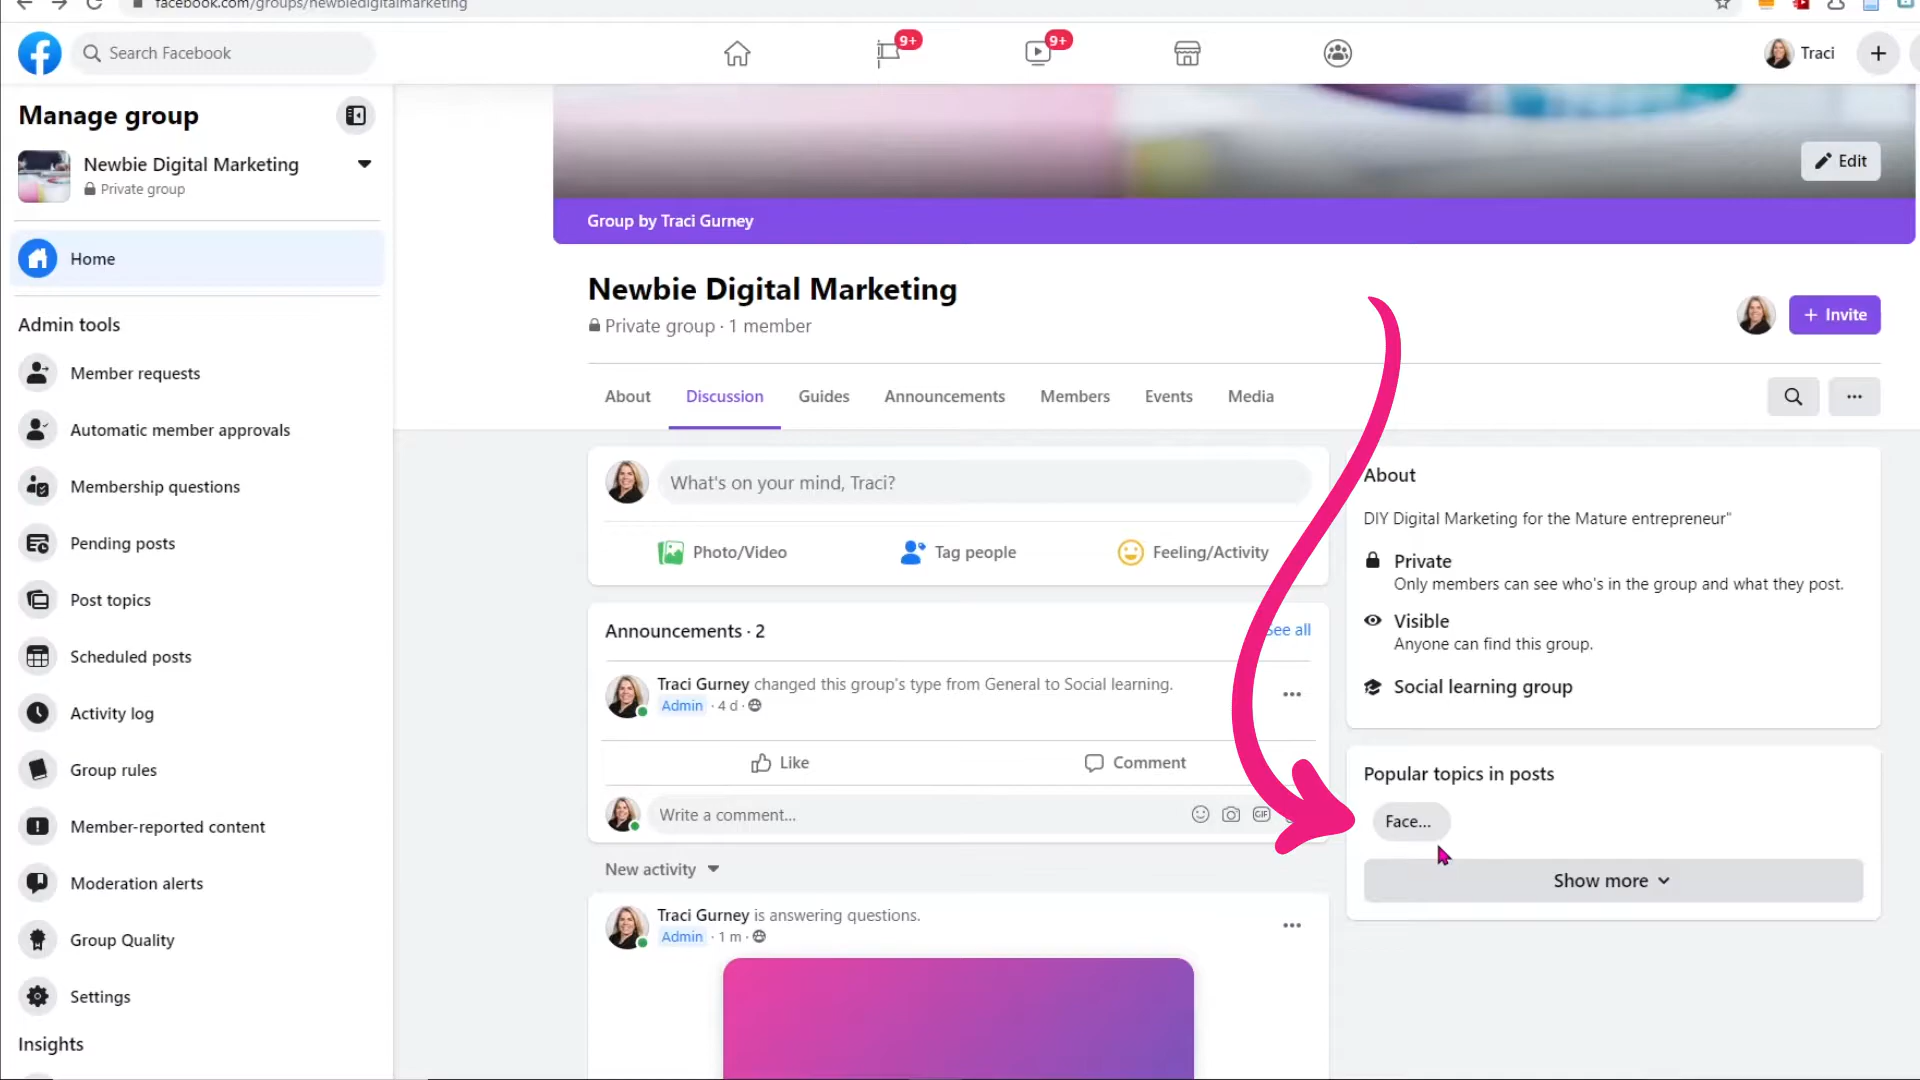 facebook.com/groups/newbiedigitalmarketing
Search Facebook
9+
9+
Traci
Manage group
Newbie Digital Marketing
Private group
Home
Admin tools
Member requests
Automatic member approvals
Membership questions
Pending posts
Post topics
Scheduled posts
Activity log
Group rules
Member-reported content
Moderation alerts
Group Quality
Settings
Insights
Edit
Group by Traci Gurney
Newbie Digital Marketing
Private group · 1 member
+ Invite
About
Discussion
Guides
Announcements
Members
Events
Media
What's on your mind, Traci?
Photo/Video
Tag people
Feeling/Activity
Announcements · 2
See all
Traci Gurney changed this group's type from General to Social learning.
Admin · 4 d ·
Like
Comment
Write a comment...
GIF
New activity
Traci Gurney is answering questions.
Admin · 1 m ·
About
DIY Digital Marketing for the Mature entrepreneur"
Private
Only members can see who's in the group and what they post.
Visible
Anyone can find this group.
Social learning group
Popular topics in posts
Face...
Show more